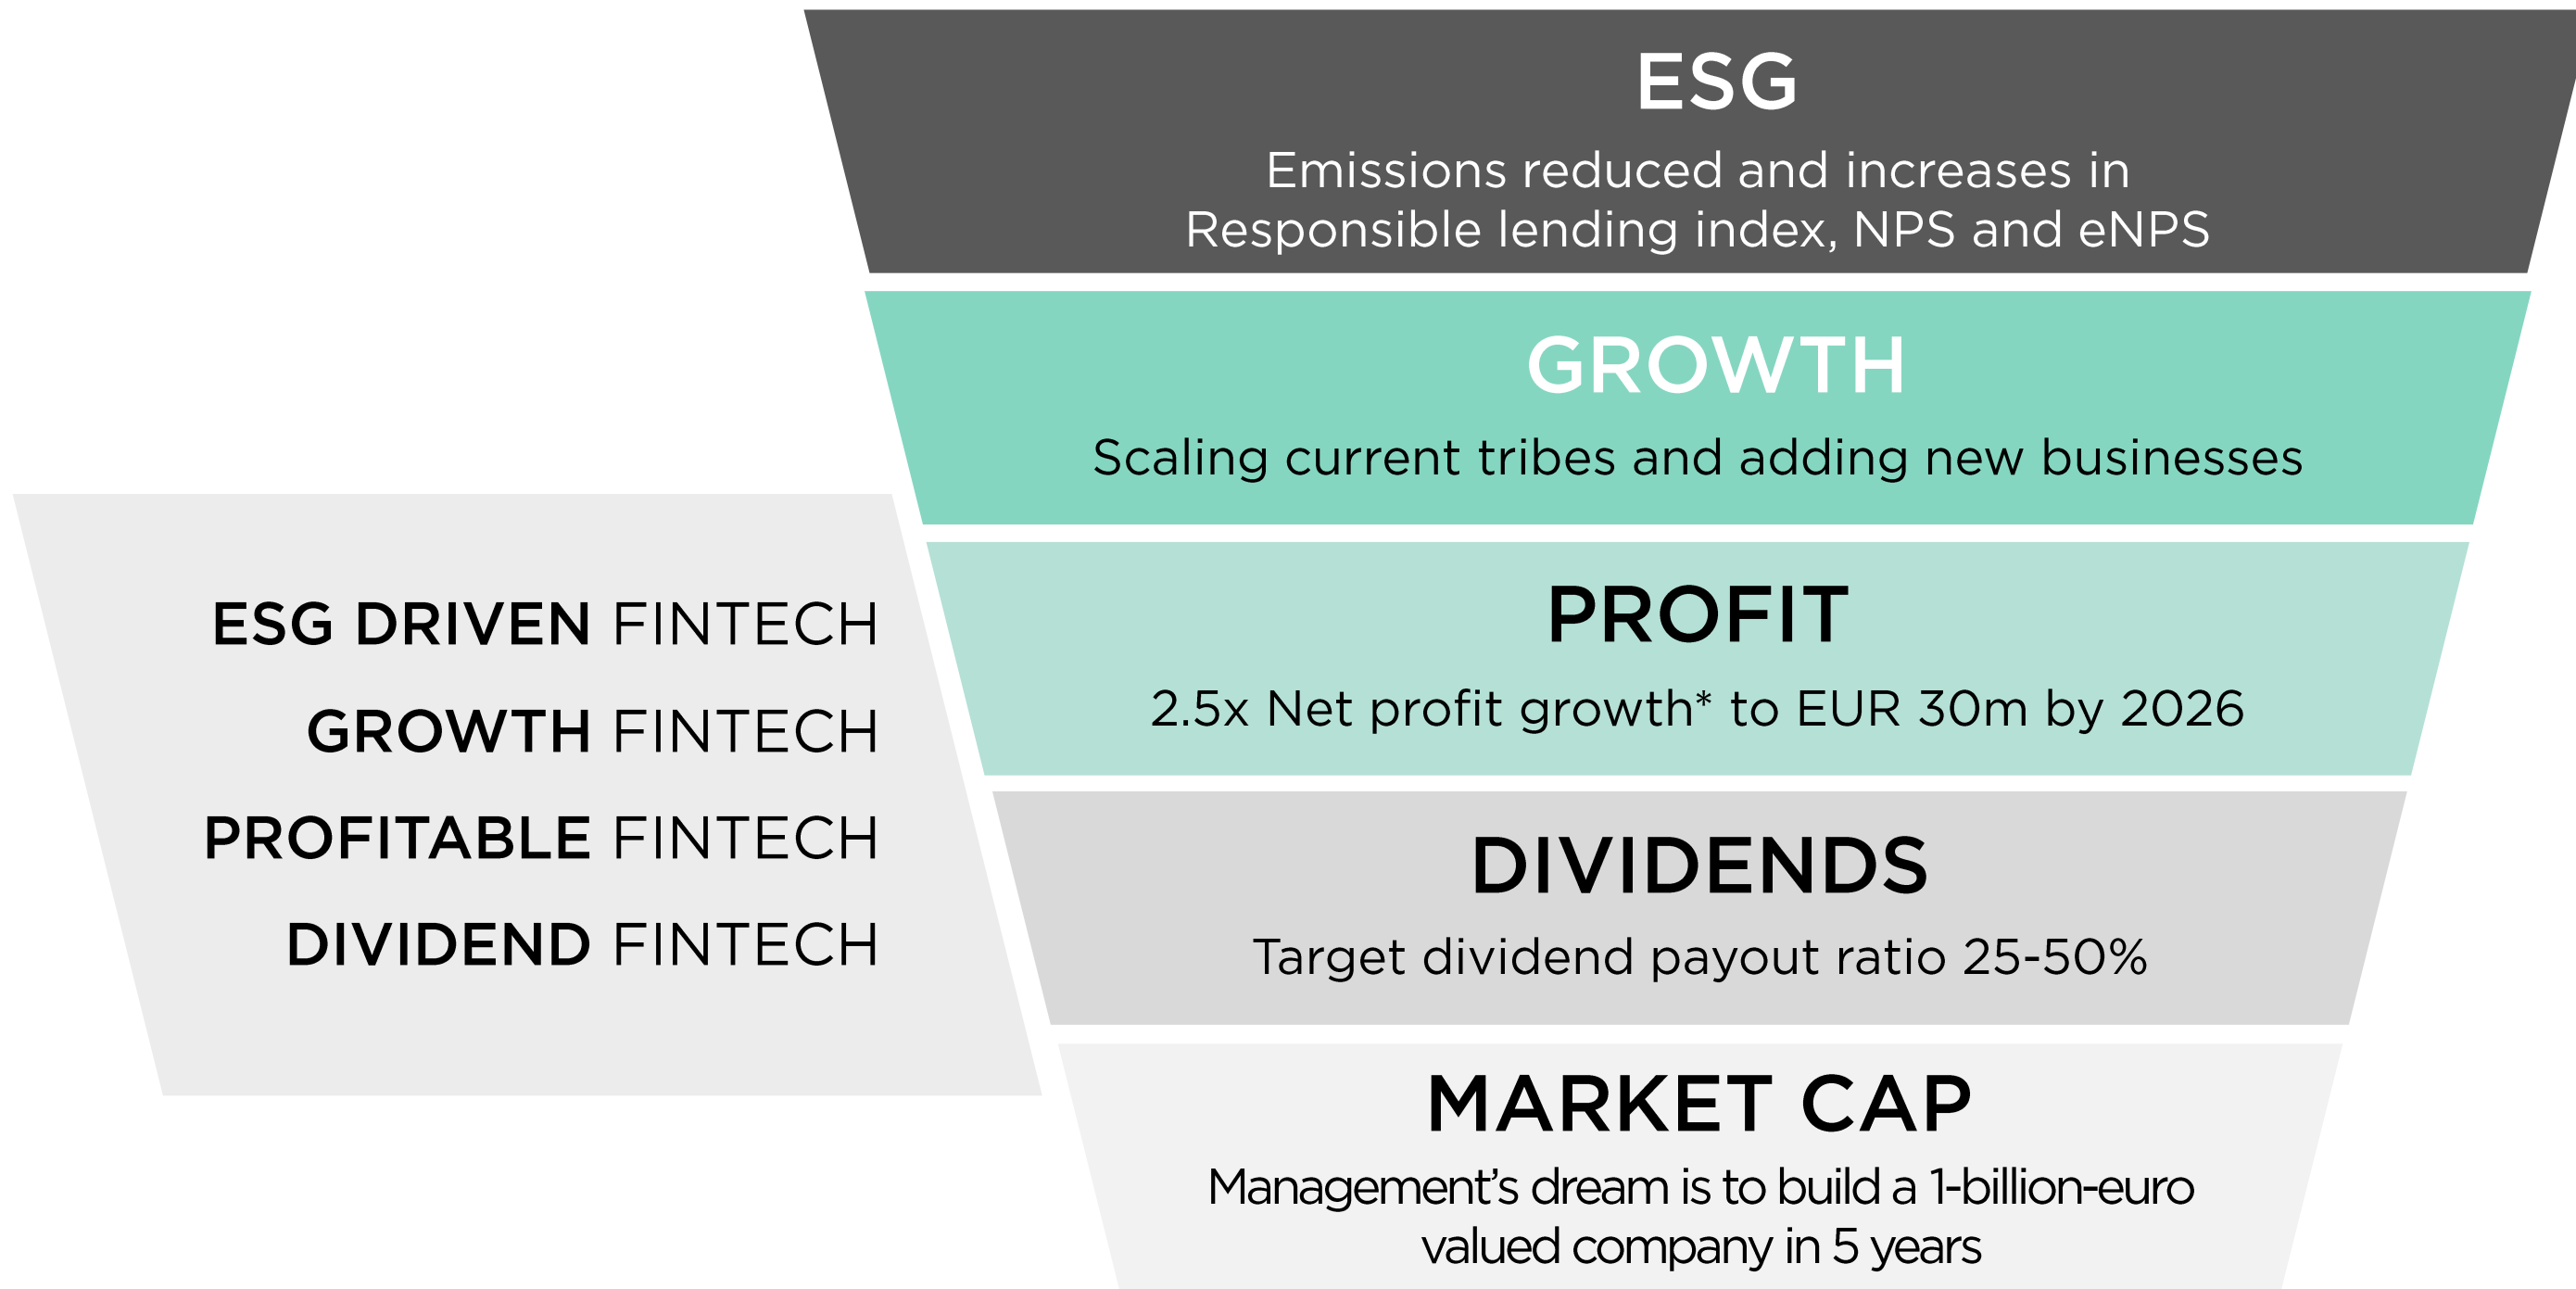 ESG
Emissions reduced and increases in
Responsible lending index, NPS and eNPS
GROWTH
Scaling current tribes and adding new businesses
PROFIT
2.5x Net profit growth* to EUR 30m by 2026
DIVIDENDS
Target dividend payout ratio 25-50%
MARKET CAP
Management’s dream is to build a 1-billion-euro
valued company in 5 years
ESG DRIVEN FINTECH
GROWTH FINTECH
PROFITABLE FINTECH
DIVIDEND FINTECH